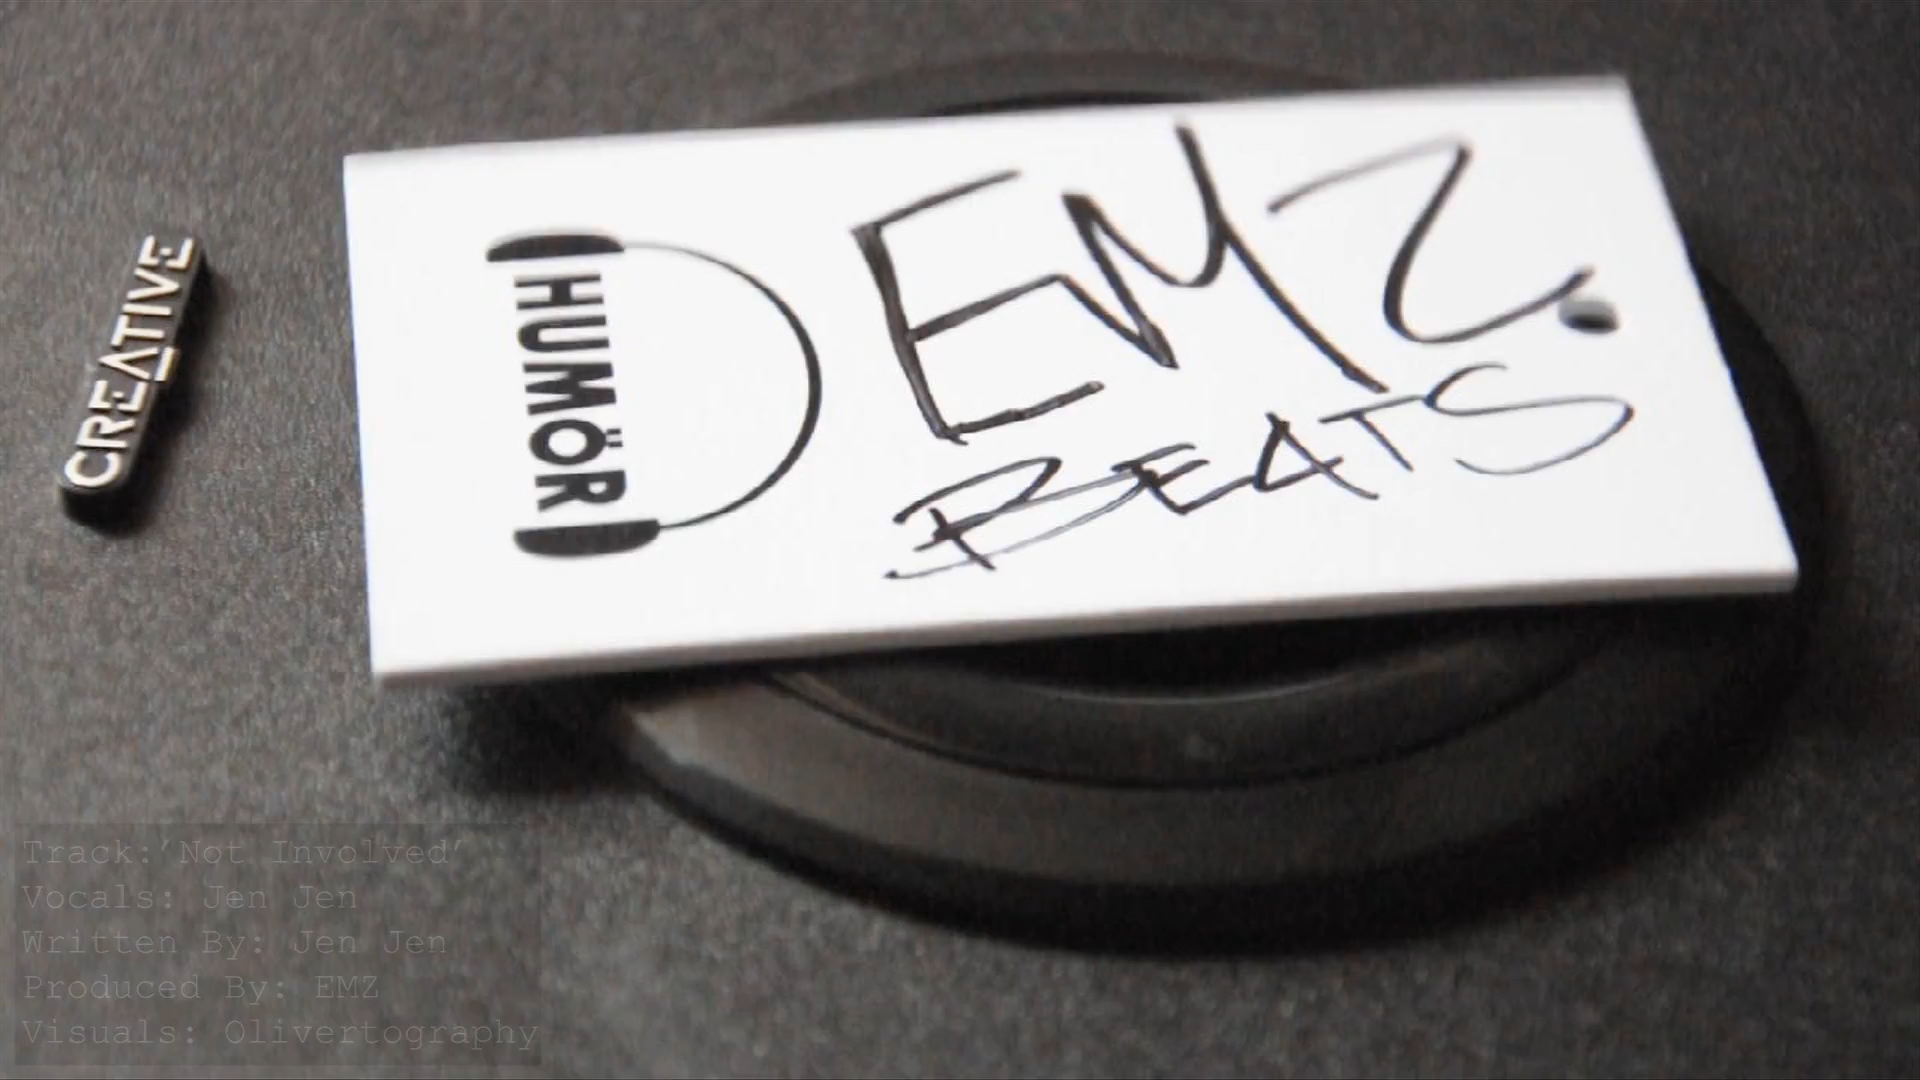 CREATIVE
HUMÖR
EMZ.
BEATS
Track:'Not Involved'
Vocals: Jen Jen
Written By: Jen Jen
Produced By: EMZ
Visuals: Olivertography